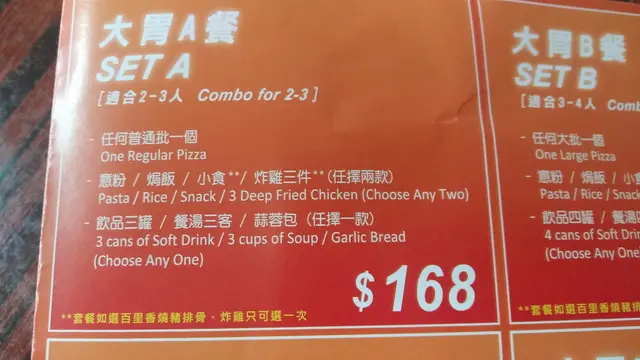 大胃A餐
SET A
[適合2-3人 Combo for 2-3]
- 任何普通批一個
One Regular Pizza
- 意粉 / 焗飯 / 小食**/ 炸雞三件**(任擇兩款)
Pasta / Rice / Snack / 3 Deep Fried Chicken (Choose Any Two)
- 飲品三罐 / 餐湯三客 / 蒜蓉包 (任擇一款)
3 cans of Soft Drink / 3 cups of Soup / Garlic Bread
(Choose Any One)
$168
**套餐如選百里香燒豬排骨、炸雞只可選一次
大胃B餐
SET B
[適合3-4人
- 任何大批一個
One Large Pizza
- 意粉 / 焗飯 / 小食
Pasta / Rice / Snack
- 飲品四罐 / 餐湯
4 cans of Soft
(Choose Any
**套餐如選百里香燒豬排